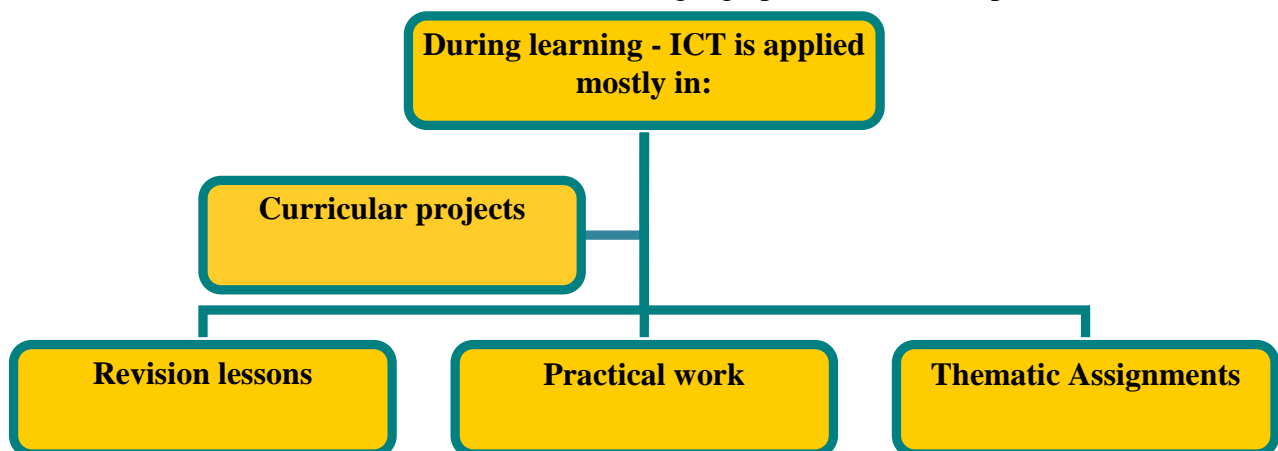 During learning - ICT is applied
mostly in:
Curricular projects
Revision lessons
Practical work
Thematic Assignments